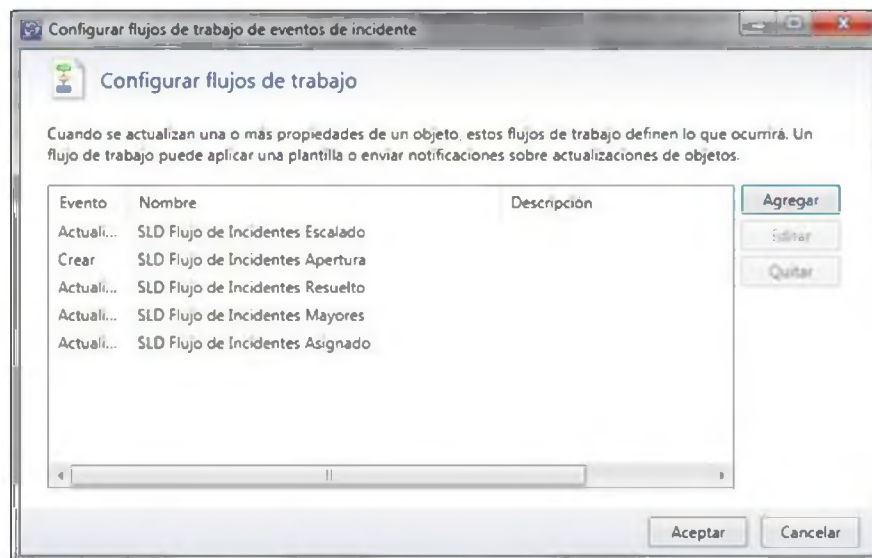 Configurar flujos de trabajo de eventos de incidente
Configurar flujos de trabajo
Cuando se actualizan una o más propiedades de un objeto, estos flujos de trabajo definen lo que ocurrirá. Un
flujo de trabajo puede aplicar una plantilla o enviar notificaciones sobre actualizaciones de objetos.
Evento Nombre Descripción
Actuali... SLD Flujo de Incidentes Escalado
Crear SLD Flujo de Incidentes Apertura
Actuali... SLD Flujo de Incidentes Resuelto
Actuali... SLD Flujo de Incidentes Mayores
Actuali... SLD Flujo de Incidentes Asignado
Agregar
Editar
Quitar
Aceptar Cancelar